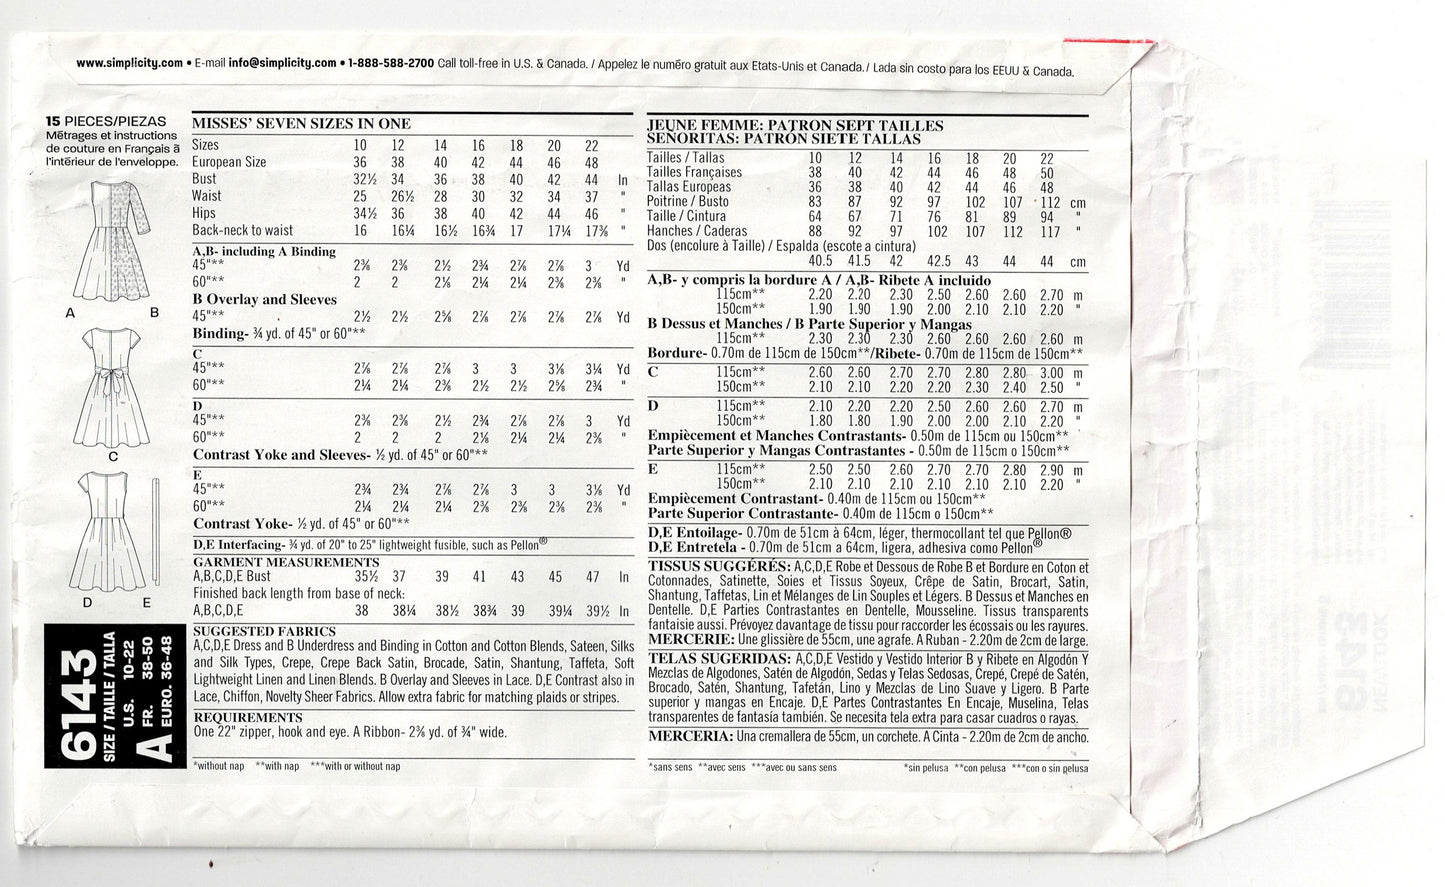 www.simplicity.com • E-mail info@simplicity.com • 1-888-588-2700 Call toll-free in U.S. & Canada. / Appelez le numéro gratuit aux Etats-Unis et Canada. / Lada sin costo para los EEUU & Canada.
15 PIECES/PIEZAS
Métrages et instructions
de couture en Français à
l'intérieur de l'enveloppe.
A B
C
D E
6143
SIZE / TAILLE / TALLA
U.S. 10-22
FR. 38-50
EURO. 36-48
A
MISSES' SEVEN SIZES IN ONE
Sizes 10 12 14 16 18 20 22
European Size 36 38 40 42 44 46 48
Bust 32½ 34 36 38 40 42 44 In
Waist 25 26½ 28 30 32 34 37 "
Hips 34½ 36 38 40 42 44 46 "
Back-neck to waist 16 16¼ 16½ 16¾ 17 17¼ 17⅜ "
A,B- including A Binding
45"** 2⅜ 2⅜ 2½ 2¾ 2⅞ 2⅞ 3 Yd
60"** 2 2 2⅛ 2¼ 2¼ 2⅜ 2⅜ "
B Overlay and Sleeves
45"** 2½ 2½ 2⅝ 2⅞ 2⅞ 2⅞ 2⅞ Yd
Binding- ¾ yd. of 45" or 60"**
C
45"** 2⅞ 2⅞ 2⅞ 3 3 3⅛ 3¼ Yd
60"** 2¼ 2¼ 2⅜ 2½ 2½ 2⅝ 2¾ "
D
45"** 2⅜ 2⅜ 2½ 2¾ 2⅞ 2⅞ 3 Yd
60"** 2 2 2 2⅛ 2¼ 2¼ 2⅜ "
Contrast Yoke and Sleeves- ½ yd. of 45" or 60"**
E
45"** 2¾ 2¾ 2⅞ 2⅞ 3 3 3⅛ Yd
60"** 2¼ 2¼ 2¼ 2⅜ 2⅜ 2⅜ 2⅜ "
Contrast Yoke- ½ yd. of 45" or 60"**
D,E Interfacing- ¾ yd. of 20" to 25" lightweight fusible, such as Pellon®
GARMENT MEASUREMENTS
A,B,C,D,E Bust 35½ 37 39 41 43 45 47 In
Finished back length from base of neck:
A,B,C,D,E 38 38¼ 38½ 38¾ 39 39¼ 39½ In
SUGGESTED FABRICS
A,C,D,E Dress and B Underdress and Binding in Cotton and Cotton Blends, Sateen, Silks
and Silk Types, Crepe, Crepe Back Satin, Brocade, Satin, Shantung, Taffeta, Soft
Lightweight Linen and Linen Blends. B Overlay and Sleeves in Lace. D,E Contrast also in
Lace, Chiffon, Novelty Sheer Fabrics. Allow extra fabric for matching plaids or stripes.
REQUIREMENTS
One 22" zipper, hook and eye. A Ribbon- 2⅜ yd. of ¾" wide.
*without nap **with nap ***with or without nap
JEUNE FEMME: PATRON SEPT TAILLES
SEÑORITAS: PATRÓN SIETE TALLAS
Tailles / Tallas 10 12 14 16 18 20 22
Tailles Françaises 38 40 42 44 46 48 50
Tallas Europeas 36 38 40 42 44 46 48
Poitrine / Busto 83 87 92 97 102 107 112 cm
Taille / Cintura 64 67 71 76 81 89 94 "
Hanches / Caderas 88 92 97 102 107 112 117 "
Dos (encolure à Taille) / Espalda (escote a cintura)
40.5 41.5 42 42.5 43 44 44 cm
A,B- y compris la bordure A / A,B- Ribete A incluido
115cm** 2.20 2.20 2.30 2.50 2.60 2.60 2.70 m
150cm** 1.90 1.90 1.90 2.00 2.10 2.10 2.20 "
B Dessus et Manches / B Parte Superior y Mangas
115cm** 2.30 2.30 2.30 2.60 2.60 2.60 2.60 m
Bordure- 0.70m de 115cm de 150cm**/Ribete- 0.70m de 115cm de 150cm**
C 115cm** 2.60 2.60 2.70 2.70 2.80 2.80 3.00 m
150cm** 2.10 2.10 2.20 2.20 2.30 2.40 2.50 "
D 115cm** 2.10 2.20 2.20 2.50 2.60 2.60 2.70 m
150cm** 1.80 1.80 1.90 2.00 2.00 2.10 2.20 "
Empiècement et Manches Contrastants- 0.50m de 115cm ou 150cm**
Parte Superior y Mangas Contrastantes - 0.50m de 115cm o 150cm**
E 115cm** 2.50 2.50 2.60 2.70 2.70 2.80 2.90 m
150cm** 2.10 2.10 2.10 2.10 2.10 2.10 2.20 "
Empiècement Contrastant- 0.40m de 115cm ou 150cm**
Parte Superior Contrastante- 0.40m de 115cm o 150cm**
D,E Entoilage- 0.70m de 51cm à 64cm, léger, thermocollant tel que Pellon®
D,E Entretela - 0.70m de 51cm a 64cm, ligera, adhesiva como Pellon®
TISSUS SUGGÉRÉS: A,C,D,E Robe et Dessous de Robe B et Bordure en Coton et
Cotonnades, Satinette, Soies et Tissus Soyeux, Crêpe de Satin, Brocart, Satin,
Shantung, Taffetas, Lin et Mélanges de Lin Souples et Légers. B Dessus et Manches en
Dentelle. D,E Parties Contrastantes en Dentelle, Mousseline. Tissus transparents
fantaisie aussi. Prévoyez davantage de tissu pour raccorder les écossais ou les rayures.
MERCERIE: Une glissière de 55cm, une agrafe. A Ruban - 2.20m de 2cm de large.
TELAS SUGERIDAS: A,C,D,E Vestido y Vestido Interior B y Ribete en Algodón Y
Mezclas de Algodones, Satén de Algodón, Sedas y Telas Sedosas, Crepé, Crepé de Satén,
Brocado, Satén, Shantung, Tafetán, Lino y Mezclas de Lino Suave y Ligero. B Parte
superior y mangas en Encaje. D,E Partes Contrastantes En Encaje, Muselina, Telas
transparentes de fantasía también. Se necesita tela extra para casar cuadros o rayas.
MERCERIA: Una cremallera de 55cm, un corchete. A Cinta - 2.20m de 2cm de ancho.
*sans sens **avec sens ***avec ou sans sens *sin pelusa **con pelusa ***con o sin pelusa
6143
NEW LOOK